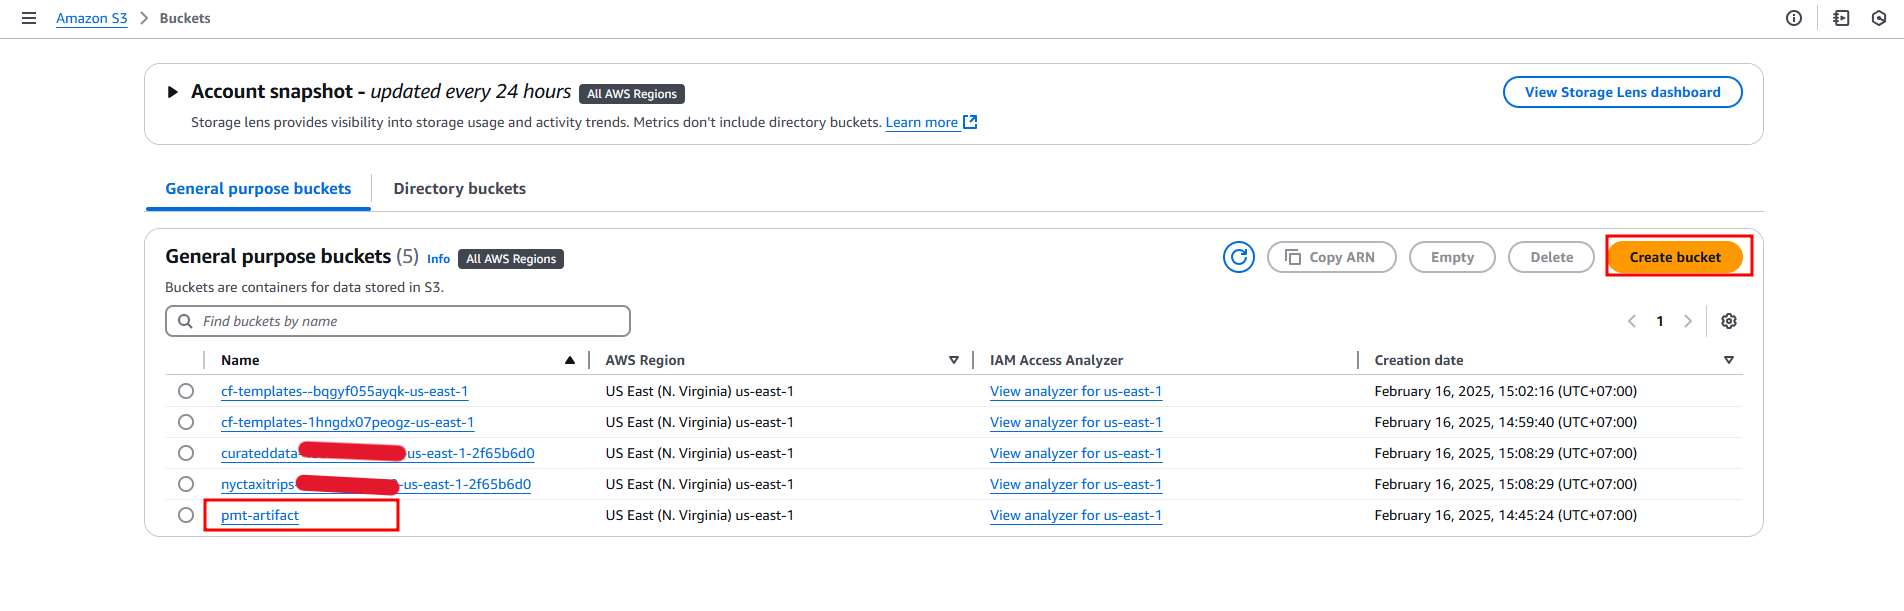 Amazon S3 > Buckets
Account snapshot - updated every 24 hours All AWS Regions View Storage Lens dashboard
Storage lens provides visibility into storage usage and activity trends. Metrics don't include directory buckets. Learn more
General purpose buckets Directory buckets
General purpose buckets (5) Info All AWS Regions Copy ARN Empty Delete Create bucket
Buckets are containers for data stored in S3.
Find buckets by name 1
Name AWS Region IAM Access Analyzer Creation date
cf-templates--bqgyf055ayqk-us-east-1 US East (N. Virginia) us-east-1 View analyzer for us-east-1 February 16, 2025, 15:02:16 (UTC+07:00)
cf-templates-1hngdx07peogz-us-east-1 US East (N. Virginia) us-east-1 View analyzer for us-east-1 February 16, 2025, 14:59:40 (UTC+07:00)
curateddata- us-east-1-2f65b6d0 US East (N. Virginia) us-east-1 View analyzer for us-east-1 February 16, 2025, 15:08:29 (UTC+07:00)
nyctaxitrips- -us-east-1-2f65b6d0 US East (N. Virginia) us-east-1 View analyzer for us-east-1 February 16, 2025, 15:08:29 (UTC+07:00)
pmt-artifact US East (N. Virginia) us-east-1 View analyzer for us-east-1 February 16, 2025, 14:45:24 (UTC+07:00)